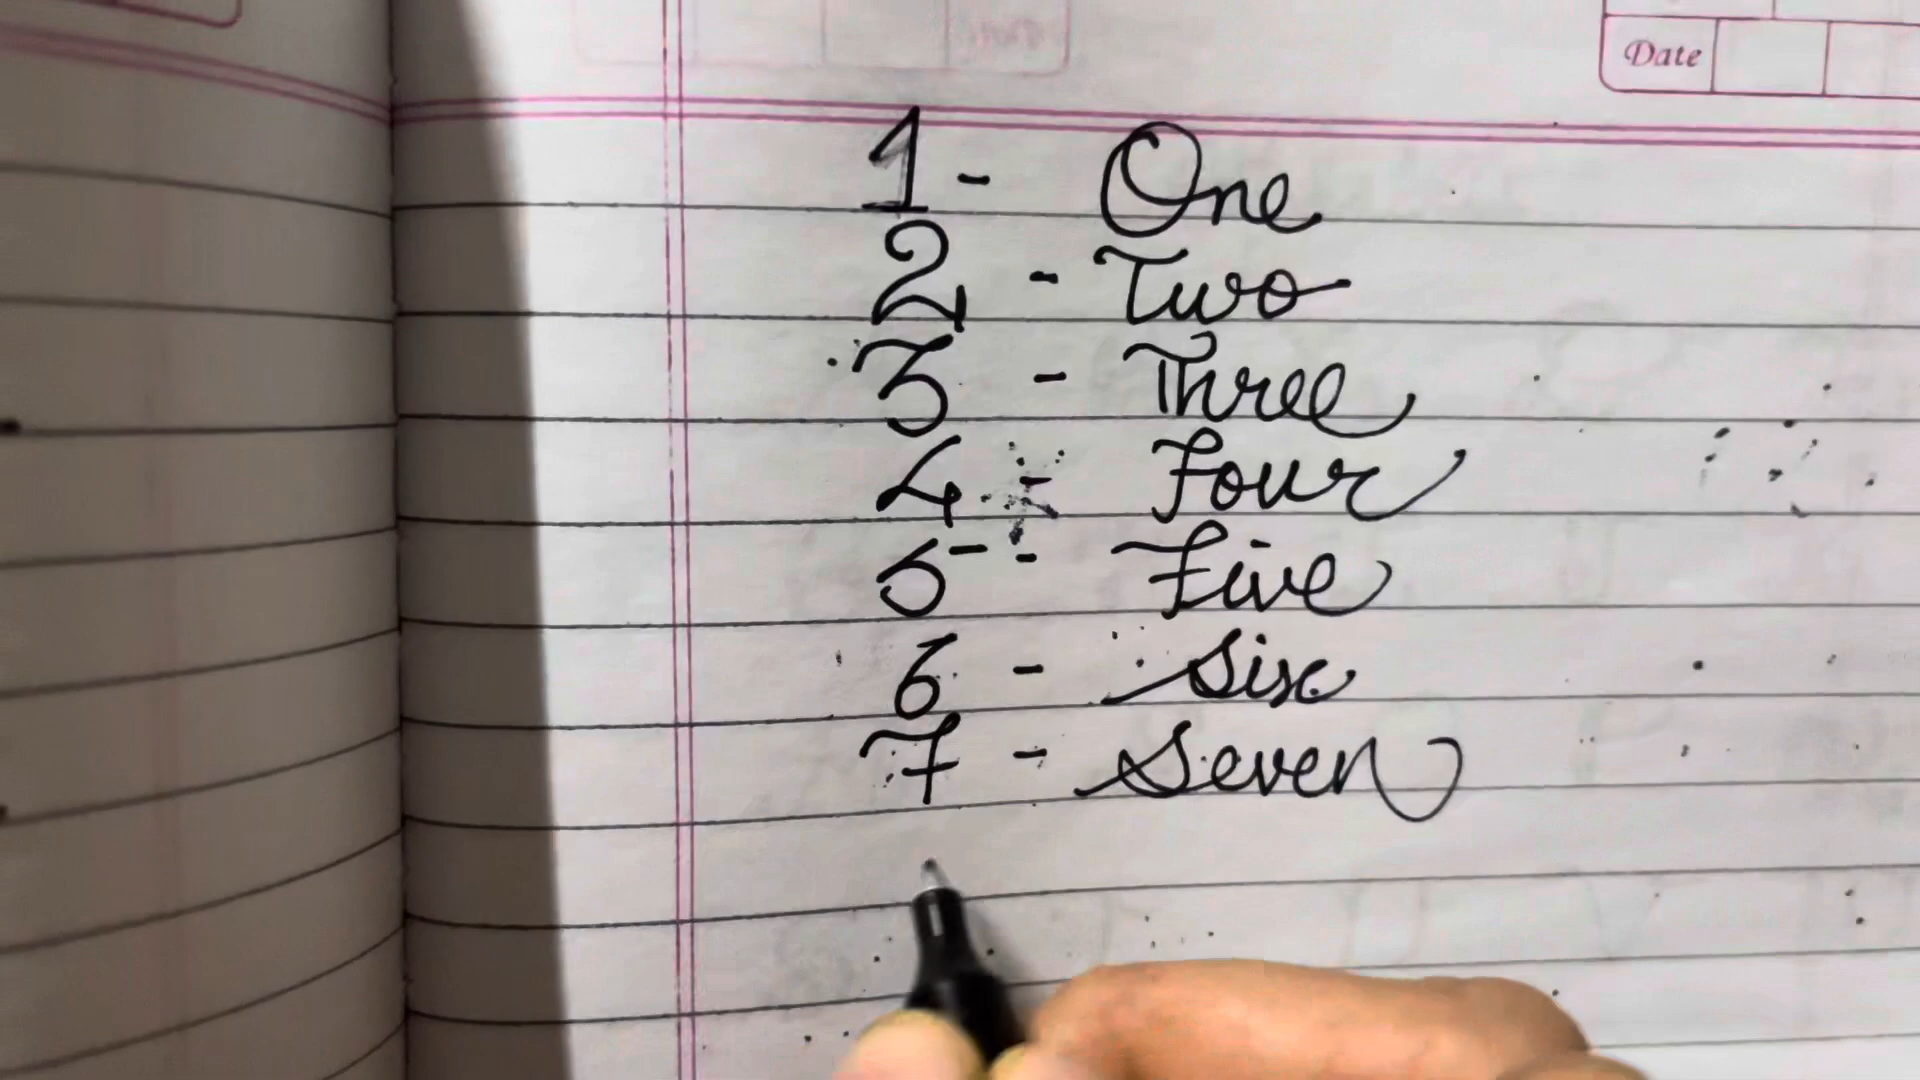 Date
1 - One
2 - Two
3 - Three
4 - Four
5 - Five
6 - Six
7 - Seven